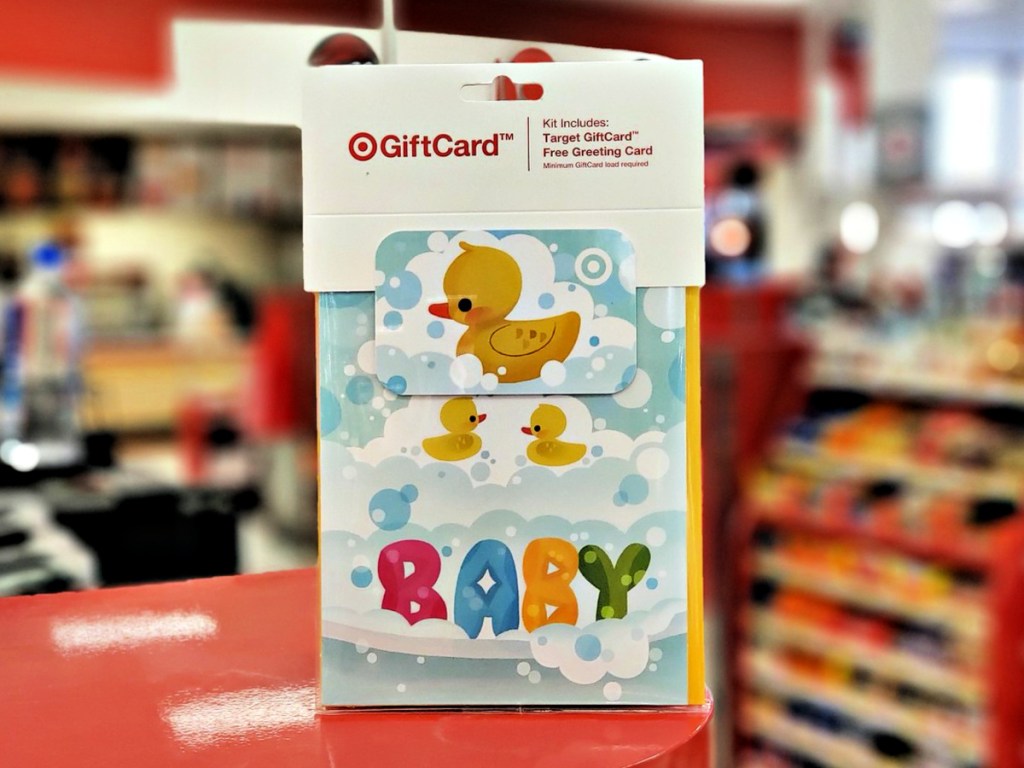 GiftCard™
Kit Includes:
Target GiftCard™
Free Greeting Card
Minimum GiftCard load required
BABY